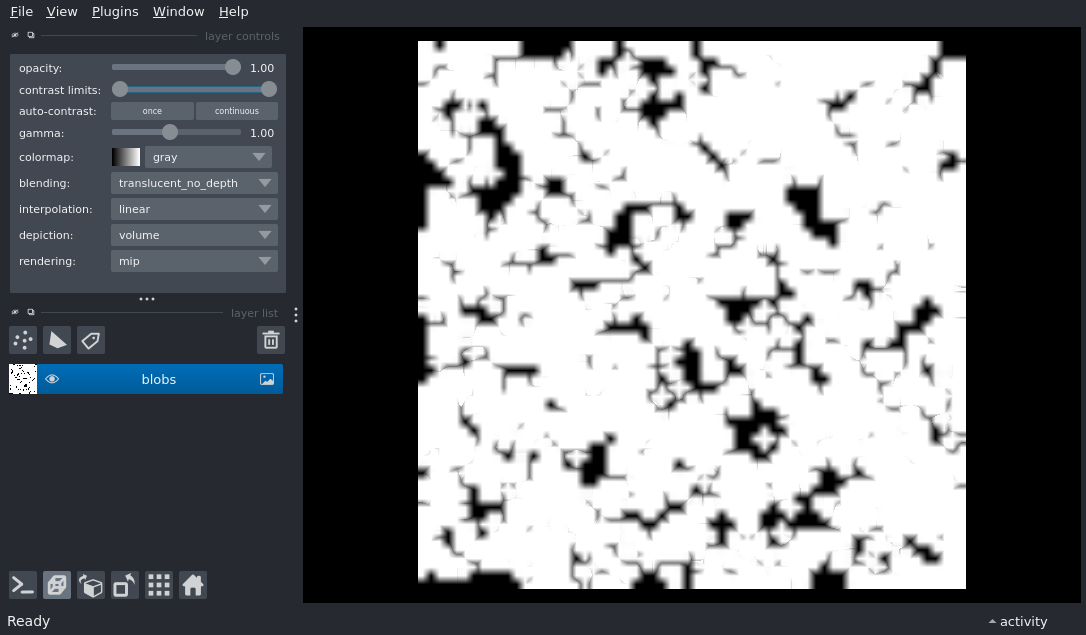 File View Plugins Window Help
layer controls
opacity: 1.00
contrast limits:
auto-contrast: once continuous
gamma: 1.00
colormap: gray
blending: translucent_no_depth
interpolation: linear
depiction: volume
rendering: mip
layer list
blobs
Ready
activity